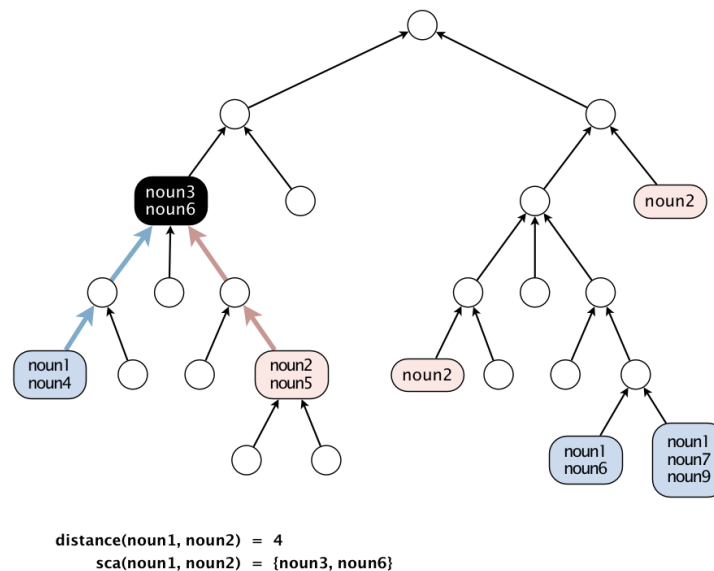 noun3
noun6
noun2
noun1
noun4
noun2
noun5
noun2
noun1
noun6
noun1
noun7
noun9
distance(noun1, noun2) = 4
sca(noun1, noun2) = {noun3, noun6}